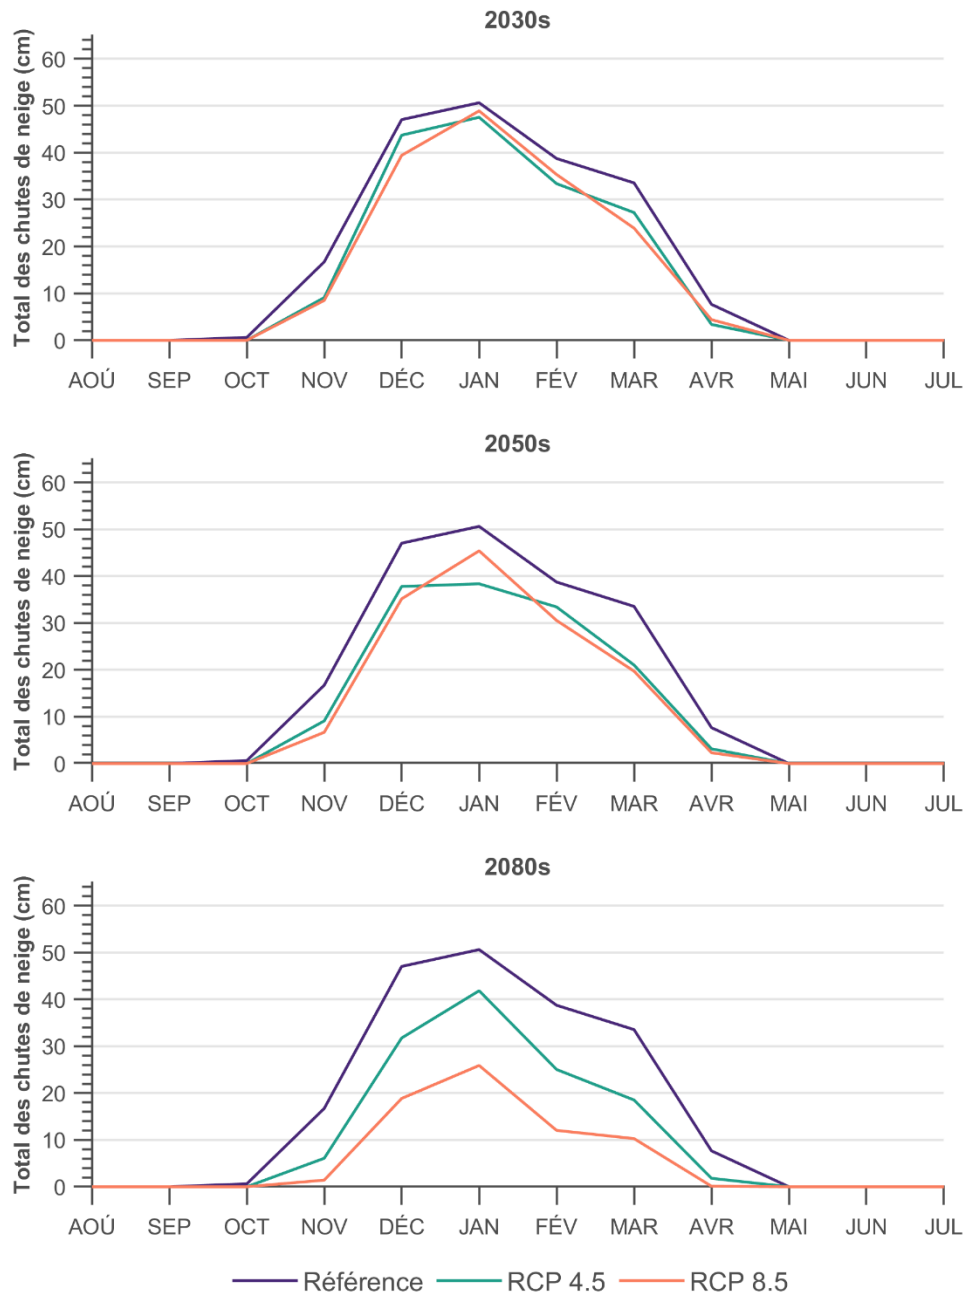 2030s
Total des chutes de neige (cm)
60
50
40
30
20
10
0
AOÚ SEP OCT NOV DÉC JAN FÉV MAR AVR MAI JUN JUL
2050s
Total des chutes de neige (cm)
60
50
40
30
20
10
0
AOÚ SEP OCT NOV DÉC JAN FÉV MAR AVR MAI JUN JUL
2080s
Total des chutes de neige (cm)
60
50
40
30
20
10
0
AOÚ SEP OCT NOV DÉC JAN FÉV MAR AVR MAI JUN JUL
Référence RCP 4.5 RCP 8.5